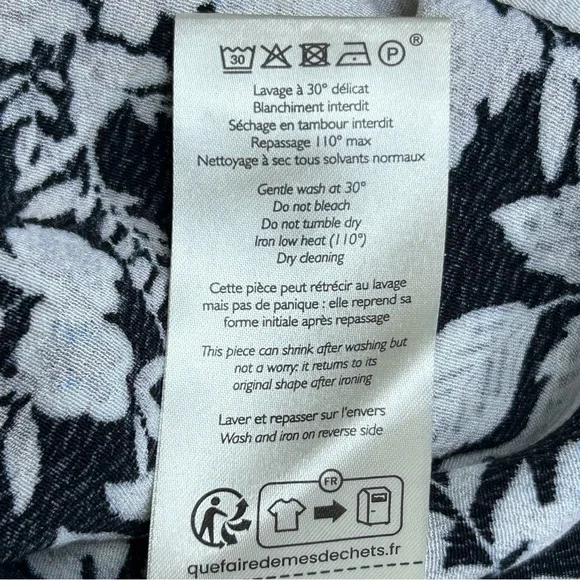 30 P ®
Lavage à 30° délicat
Blanchiment interdit
Séchage en tambour interdit
Repassage 110° max
Nettoyage à sec tous solvants normaux
Gentle wash at 30°
Do not bleach
Do not tumble dry
Iron low heat (110°)
Dry cleaning
Cette pièce peut rétrécir au lavage
mais pas de panique : elle reprend sa
forme initiale après repassage
This piece can shrink after washing but
not a worry: it returns to its
original shape after ironing
Laver et repasser sur l'envers
Wash and iron on reverse side
FR
quefairedemesdechets.fr